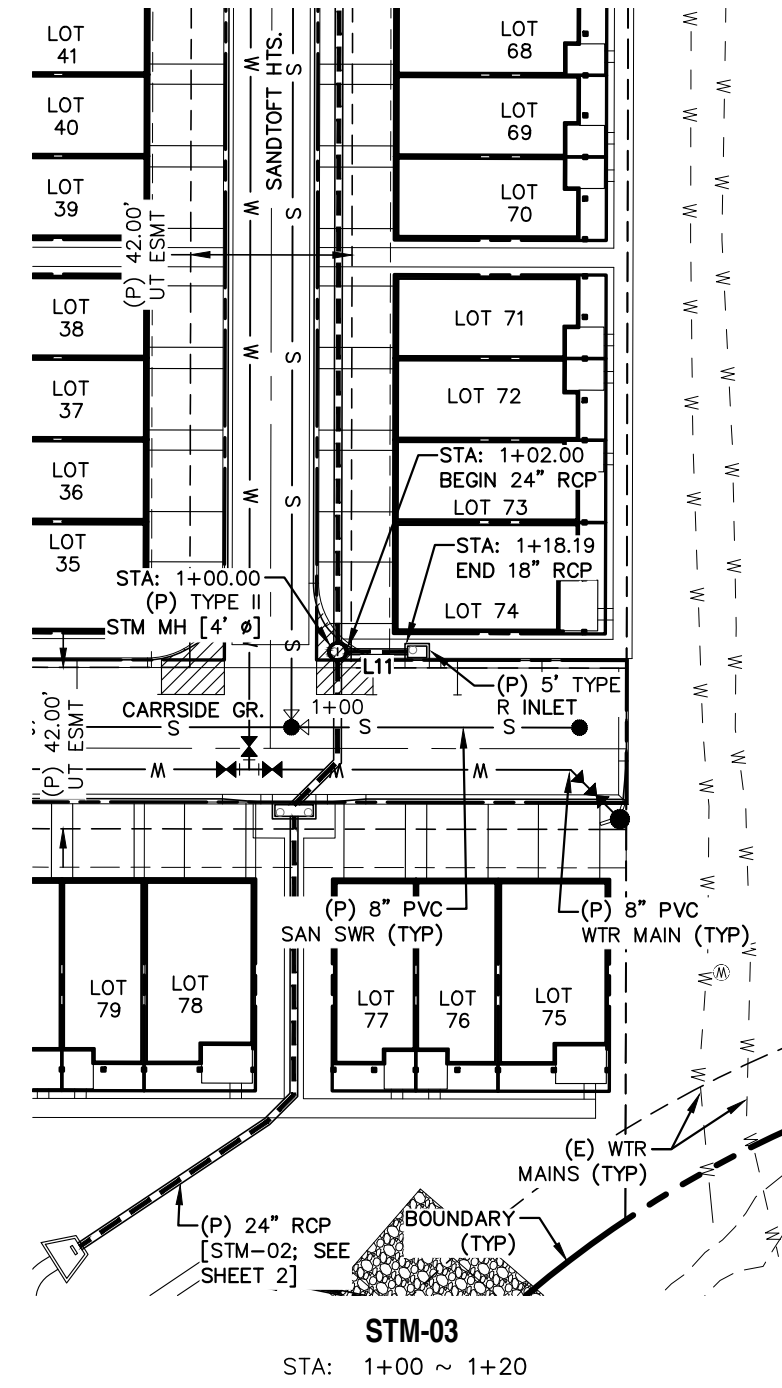 LOT
41
LOT
40
LOT
39
LOT
38
LOT
37
LOT
36
LOT
35
SANDTOFT HTS.
(P) 42.00'
UT ESMT
W
W
W
W
S
S
S
S
S
LOT
68
LOT
69
LOT
70
LOT 71
LOT 72
STA: 1+02.00
BEGIN 24" RCP
LOT 73
STA: 1+18.19
END 18" RCP
LOT 74
STA: 1+00.00
(P) TYPE II
STM MH [4' ø]
L11
(P) 5' TYPE
R INLET
1+00
CARRSIDE GR.
(P) 42.00'
UT ESMT
S
S
S
W
W
W
(P) 8" PVC
SAN SWR (TYP)
(P) 8" PVC
WTR MAIN (TYP)
LOT
79
LOT
78
LOT
77
LOT
76
LOT
75
W
(E) WTR
MAINS (TYP)
(P) 24" RCP
[STM-02; SEE
SHEET 2]
BOUNDARY
(TYP)
STM-03
STA: 1+00 ~ 1+20